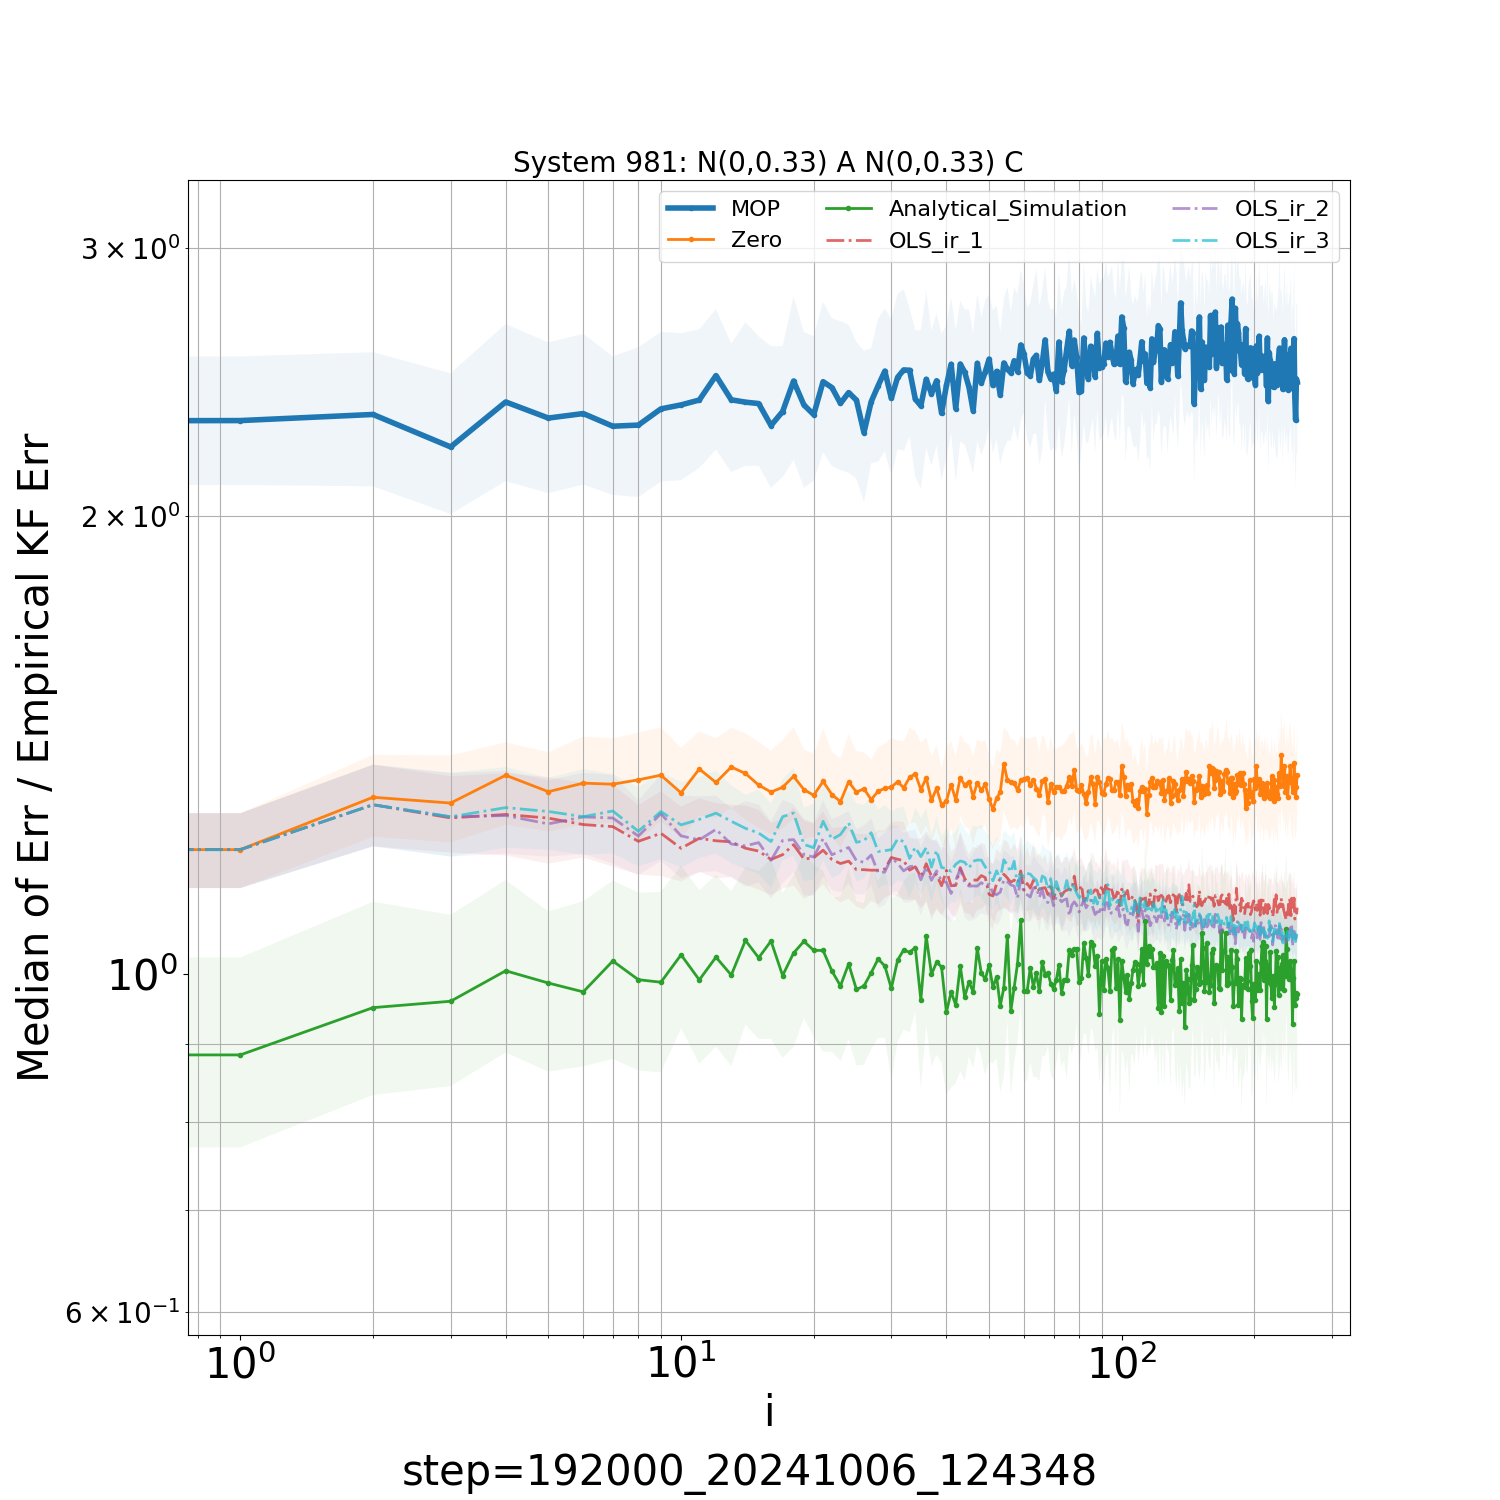 System 981: N(0,0.33) A N(0,0.33) C
MOP
Zero
Analytical_Simulation
OLS_ir_1
OLS_ir_2
OLS_ir_3
Median of Err / Empirical KF Err
3 × 10⁰
2 × 10⁰
10⁰
6 × 10⁻¹
10⁰ 10¹ 10²
i
step=192000_20241006_124348